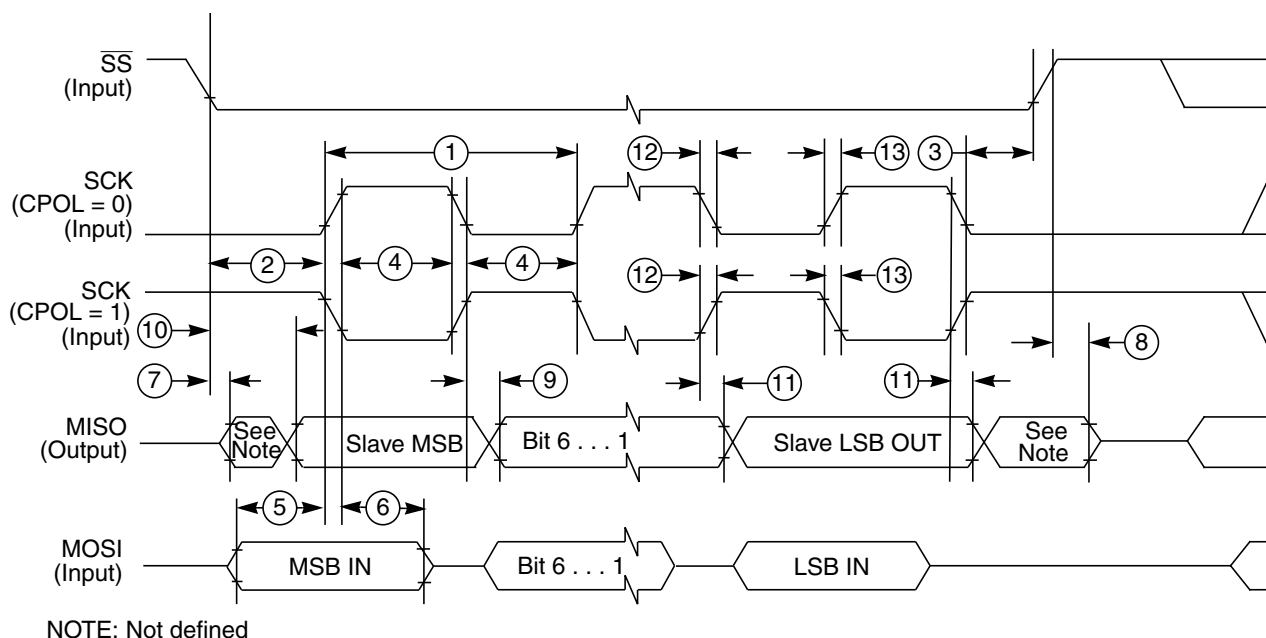 SS
(Input)
1
12
13
3
SCK
(CPOL = 0)
(Input)
2
4
4
12
13
SCK
(CPOL = 1)
(Input)
10
8
7
9
11
11
MISO
(Output)
See
Note
Slave MSB
Bit 6 . . . 1
Slave LSB OUT
See
Note
5
6
MOSI
(Input)
MSB IN
Bit 6 . . . 1
LSB IN
NOTE: Not defined